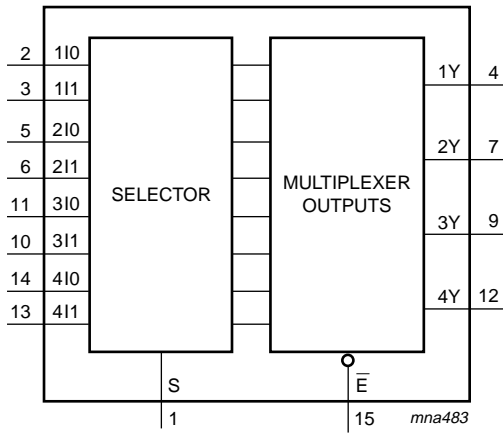 2 1I0
3 1I1
5 2I0
6 2I1
11 3I0
10 3I1
14 4I0
13 4I1
SELECTOR
MULTIPLEXER
OUTPUTS
1Y 4
2Y 7
3Y 9
4Y 12
S
1
E̅
15
mna483